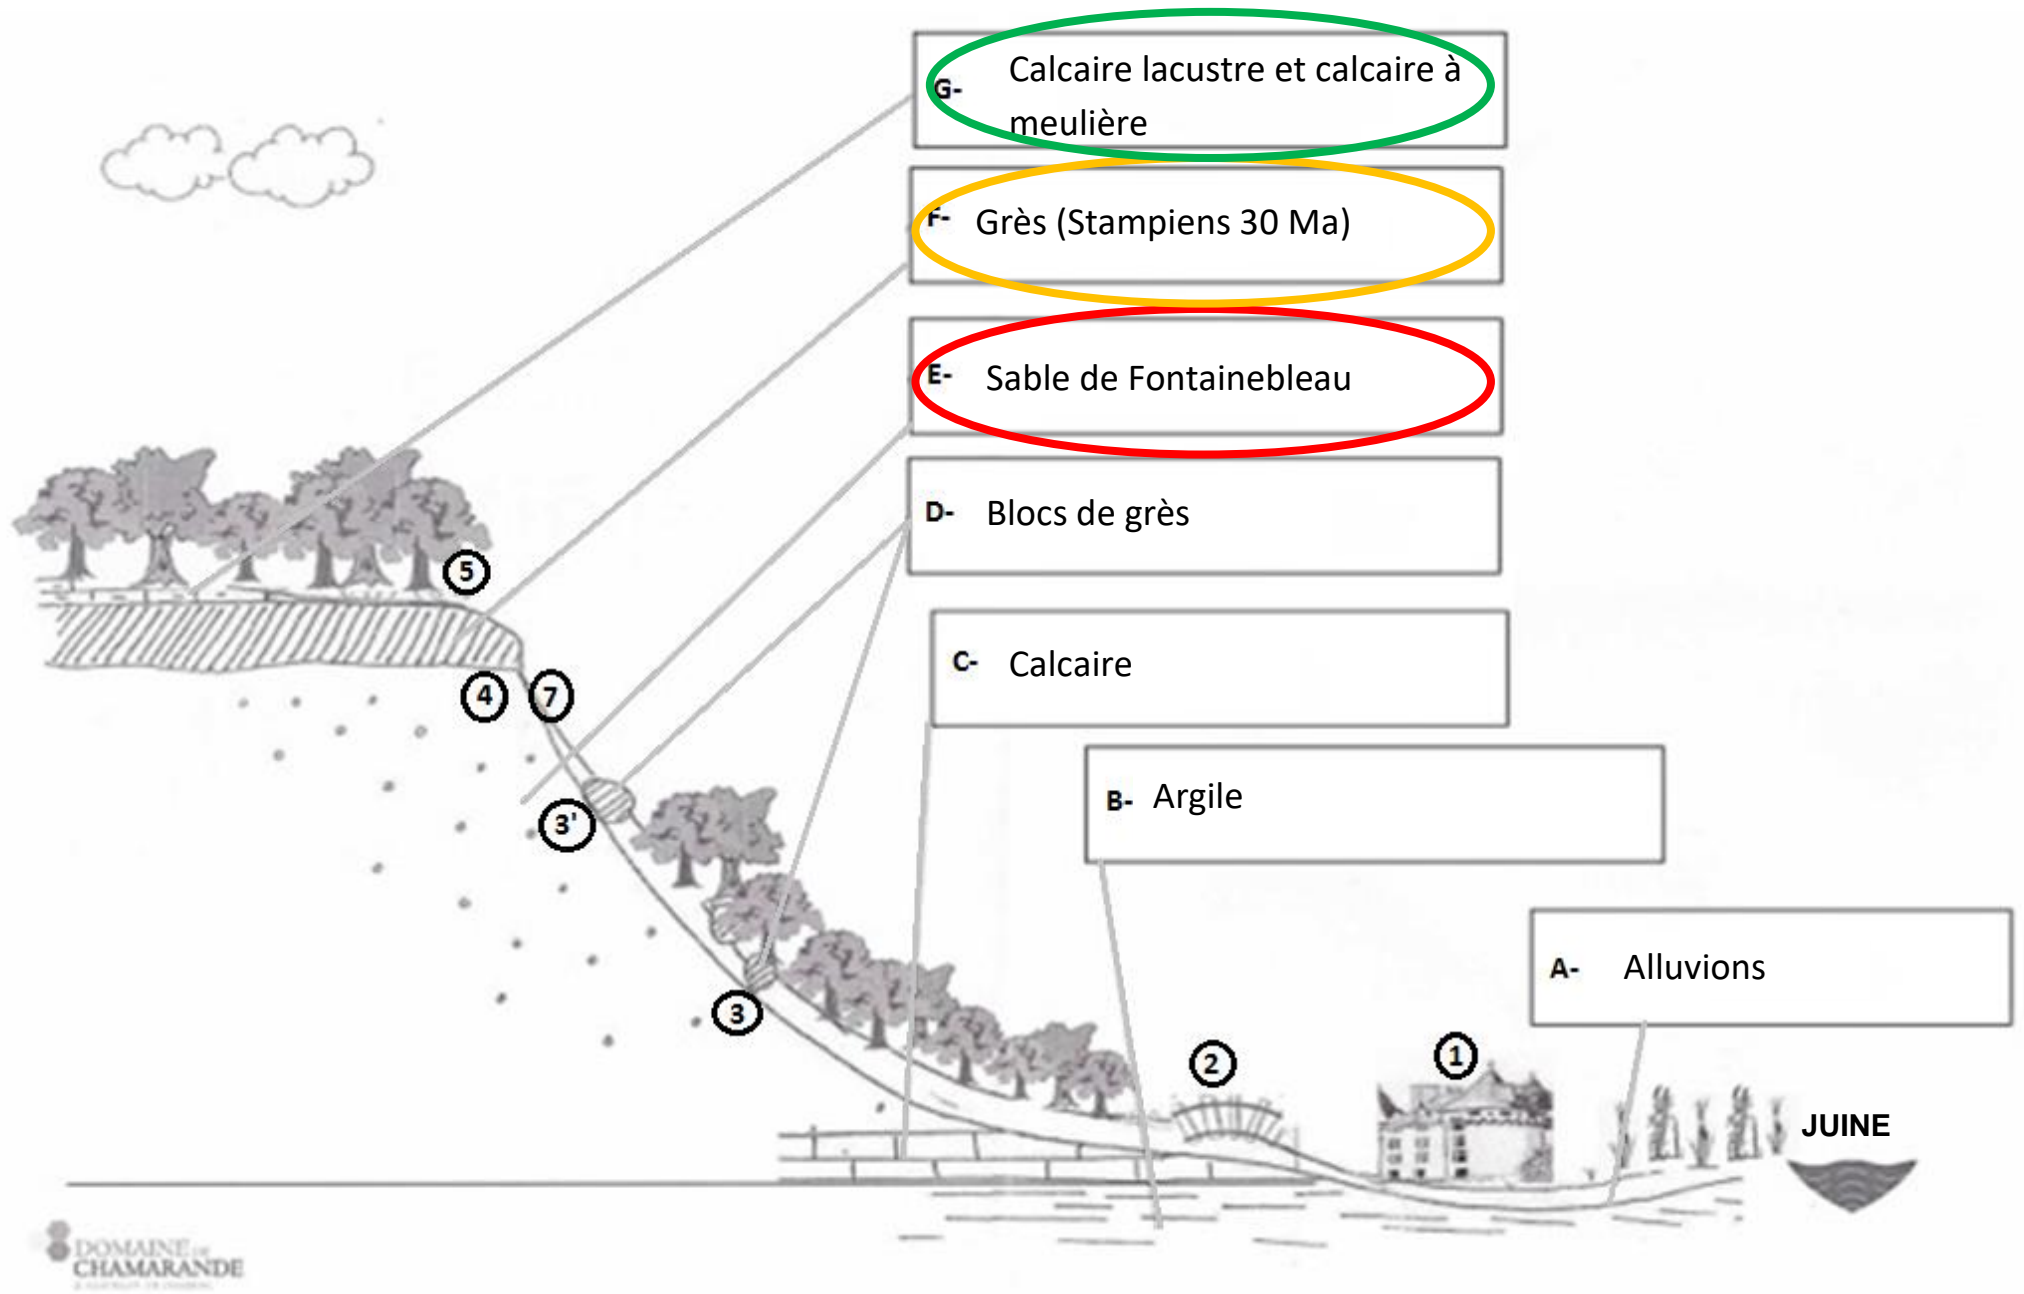 G- Calcaire lacustre et calcaire à
meulière
F- Grès (Stampiens 30 Ma)
E- Sable de Fontainebleau
D- Blocs de grès
5
C- Calcaire
4
7
B- Argile
3'
A- Alluvions
3
2
1
JUINE
DOMAINE DE
CHAMARANDE